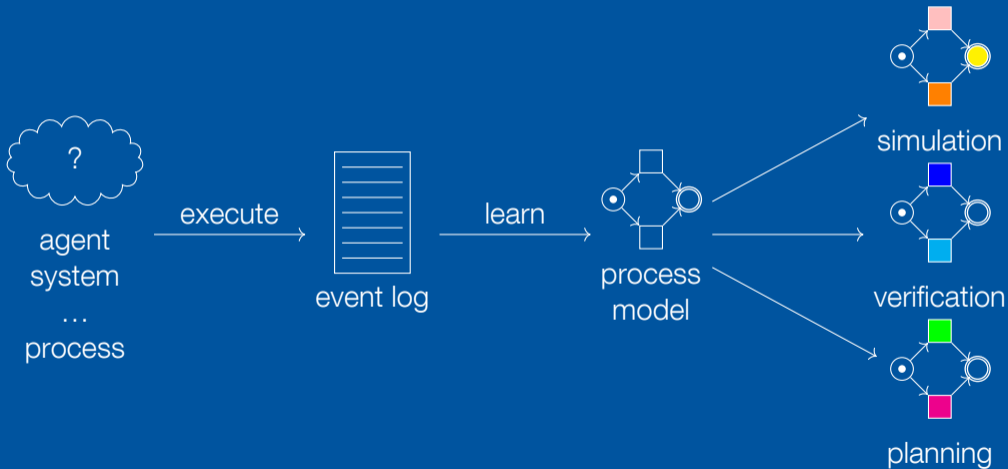 ?
agent
system
...
process
execute
event log
learn
process
model
simulation
verification
planning